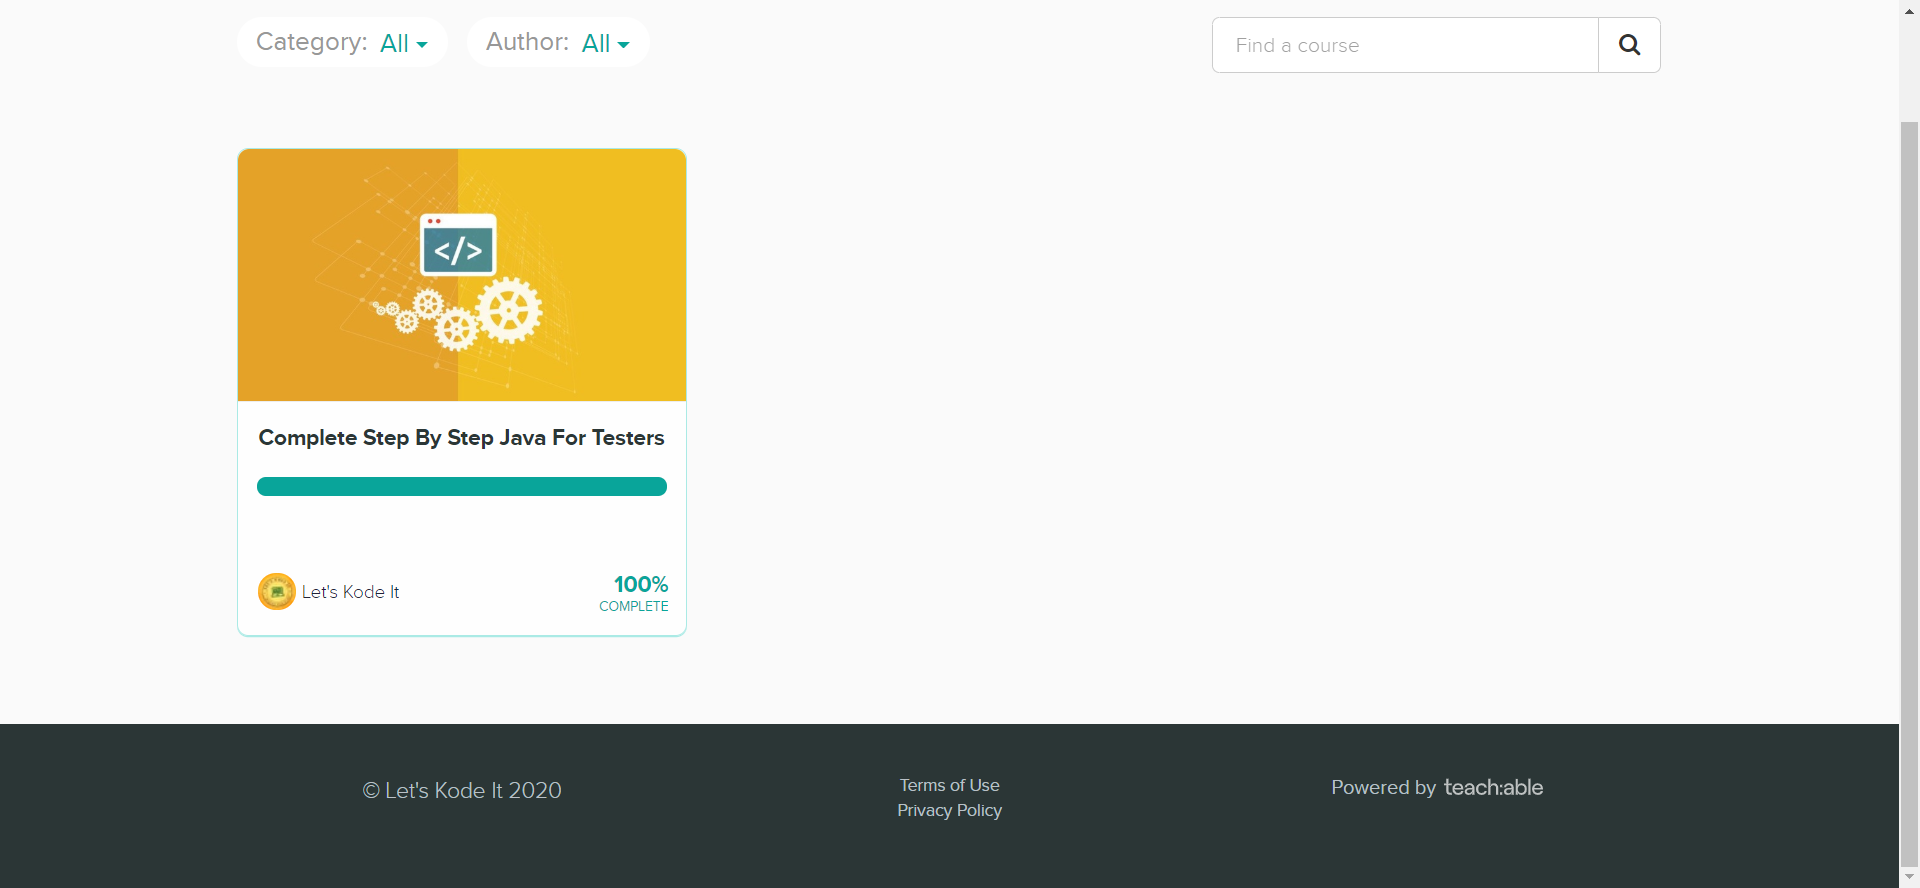 Category: All
Author: All
Find a course
</>
Complete Step By Step Java For Testers
Let's Kode It
100%
COMPLETE
© Let's Kode It 2020
Terms of Use
Privacy Policy
Powered by teach:able